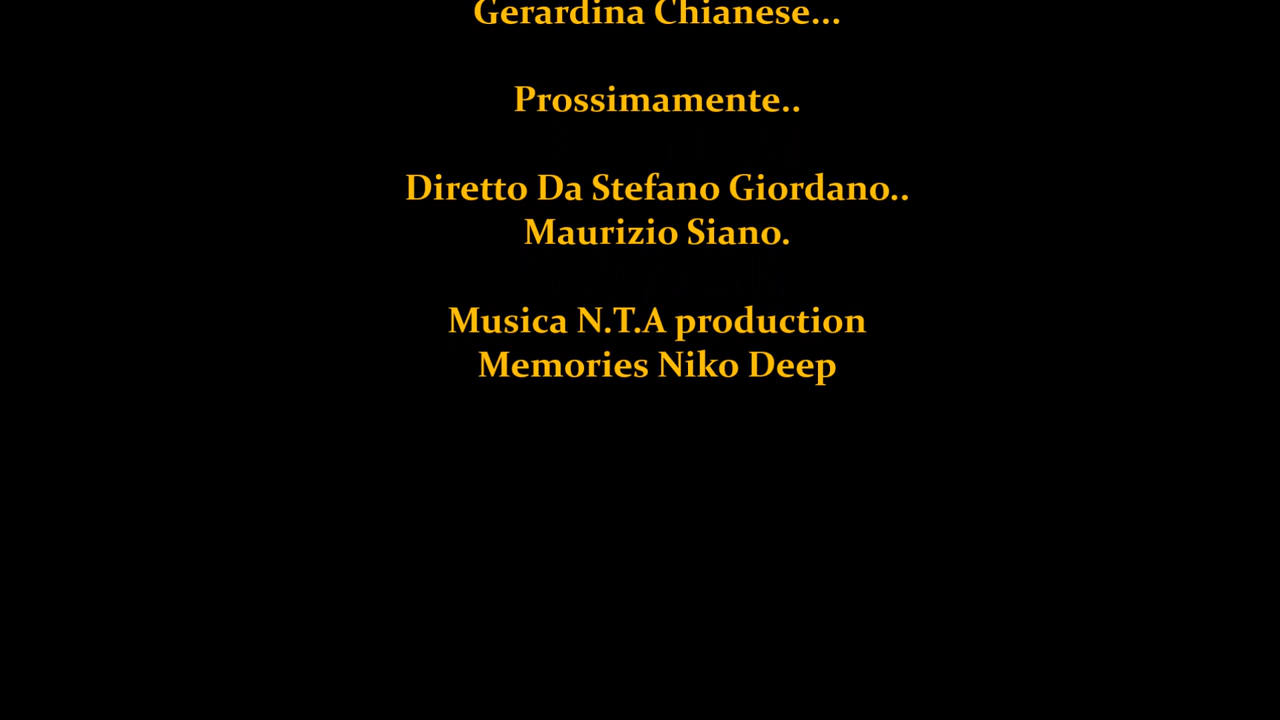 Gerardina Chianese...
Prossimamente..
Diretto Da Stefano Giordano..
Maurizio Siano.
Musica N.T.A production
Memories Niko Deep